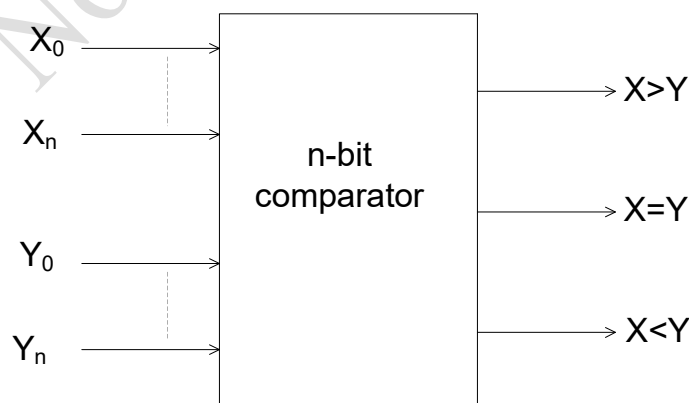 X₀
Xₙ
Y₀
Yₙ
n-bit
comparator
X>Y
X=Y
X<Y